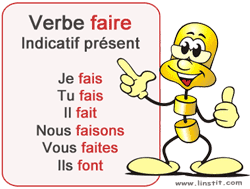 Verbe faire
Indicatif présent
Je fais
Tu fais
Il fait
Nous faisons
Vous faites
Ils font
www.linstit.com